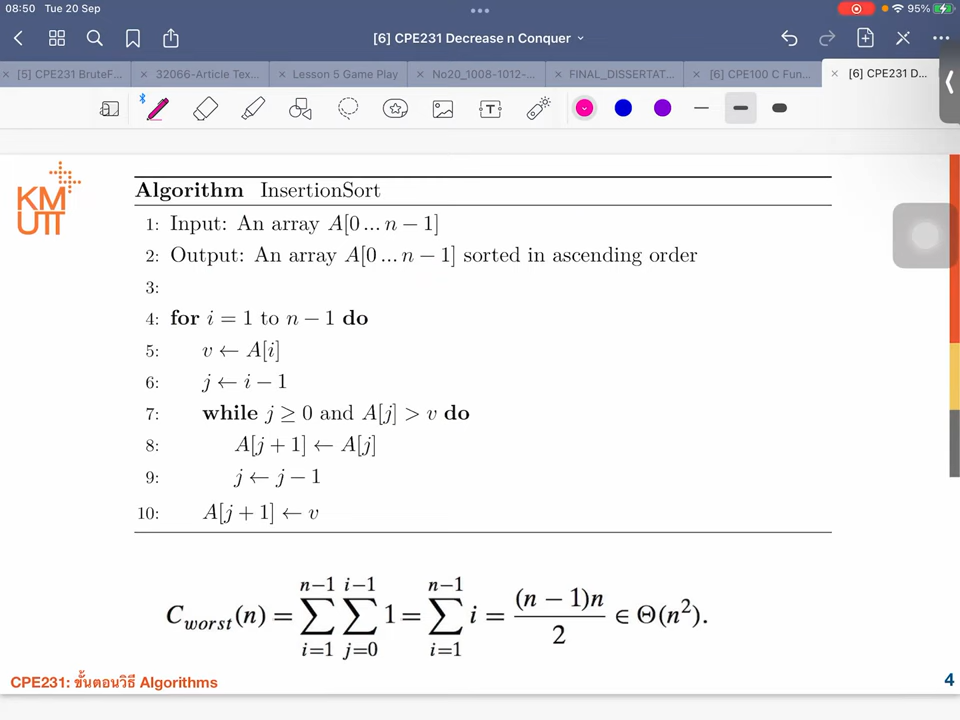 08:50 Tue 20 Sep
95%
[6] CPE231 Decrease n Conquer
[5] CPE231 BruteF...
32066-Article Tex...
Lesson 5 Game Play
No20_1008-1012-...
FINAL_DISSERTAT...
[6] CPE100 C Fun...
[6] CPE231 D...
KM
UTT
Algorithm InsertionSort
1: Input: An array A[0 ... n − 1]
2: Output: An array A[0 ... n − 1] sorted in ascending order
3:
4: for i = 1 to n − 1 do
5: v ← A[i]
6: j ← i − 1
7: while j ≥ 0 and A[j] > v do
8: A[j + 1] ← A[j]
9: j ← j − 1
10: A[j + 1] ← v
C_worst(n) = ∑_{i=1}^{n−1} ∑_{j=0}^{i−1} 1 = ∑_{i=1}^{n−1} i = (n − 1)n / 2 ∈ Θ(n²).
CPE231: ขั้นตอนวิธี Algorithms
4